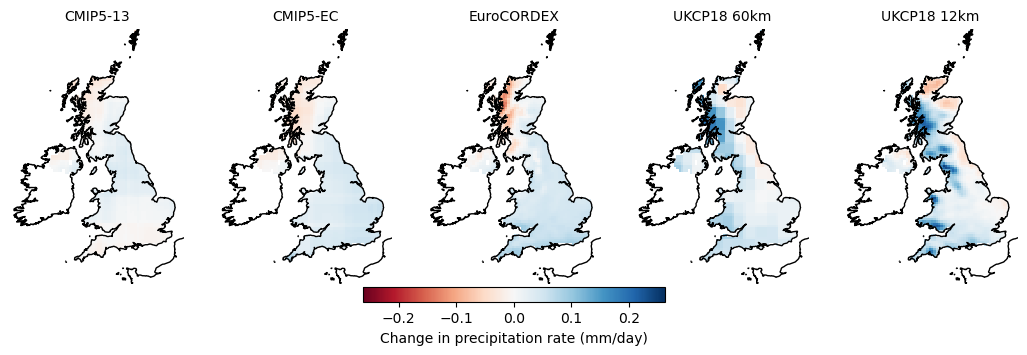 CMIP5-13 CMIP5-EC EuroCORDEX UKCP18 60km UKCP18 12km
−0.2 −0.1 0.0 0.1 0.2
Change in precipitation rate (mm/day)